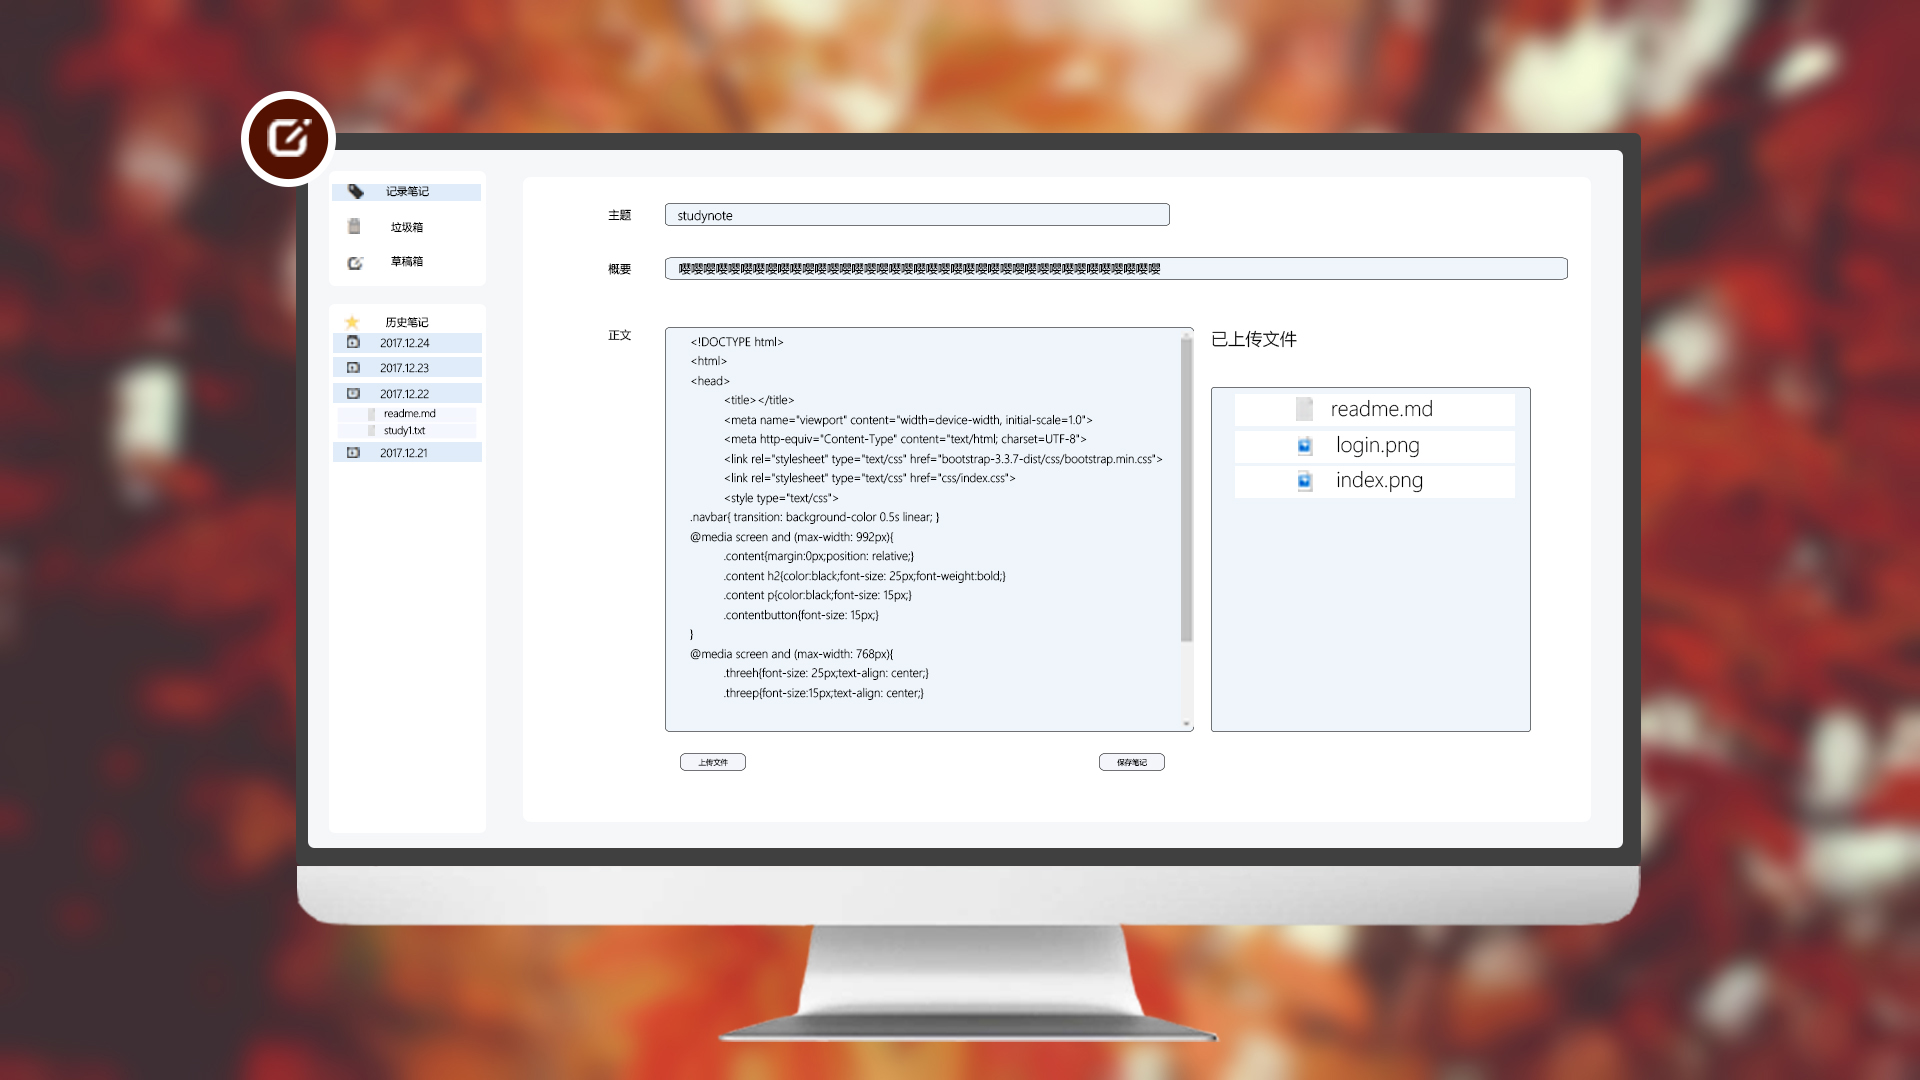 记录笔记
垃圾箱
草稿箱
历史笔记
2017.12.24
2017.12.23
2017.12.22
readme.md
study1.txt
2017.12.21
主题
studynote
概要
嘤嘤嘤嘤嘤嘤嘤嘤嘤嘤嘤嘤嘤嘤嘤嘤嘤嘤嘤嘤嘤嘤嘤嘤嘤嘤嘤嘤嘤嘤嘤嘤嘤嘤嘤嘤嘤嘤嘤嘤
正文
<!DOCTYPE html>
<html>
<head>
<title></title>
<meta name="viewport" content="width=device-width, initial-scale=1.0">
<meta http-equiv="Content-Type" content="text/html; charset=UTF-8">
<link rel="stylesheet" type="text/css" href="bootstrap-3.3.7-dist/css/bootstrap.min.css">
<link rel="stylesheet" type="text/css" href="css/index.css">
<style type="text/css">
.navbar{ transition: background-color 0.5s linear; }
@media screen and (max-width: 992px){
.content{margin:0px;position: relative;}
.content h2{color:black;font-size: 25px;font-weight:bold;}
.content p{color:black;font-size: 15px;}
.contentbutton{font-size: 15px;}
}
@media screen and (max-width: 768px){
.threeh{font-size: 25px;text-align: center;}
.threep{font-size:15px;text-align: center;}
已上传文件
readme.md
login.png
index.png
上传文件
保存笔记